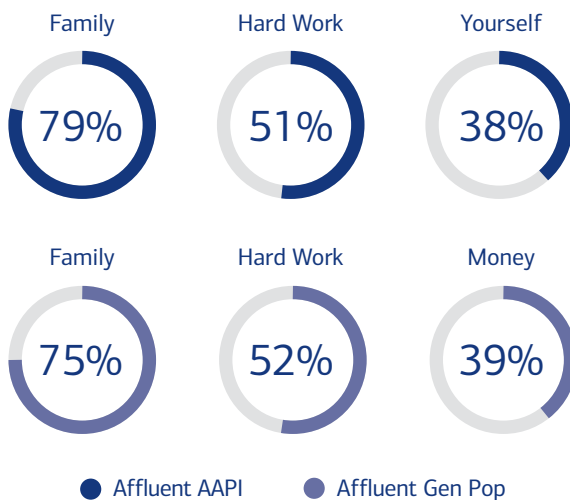 Family Hard Work Yourself
79% 51% 38%
Family Hard Work Money
75% 52% 39%
Affluent AAPI Affluent Gen Pop